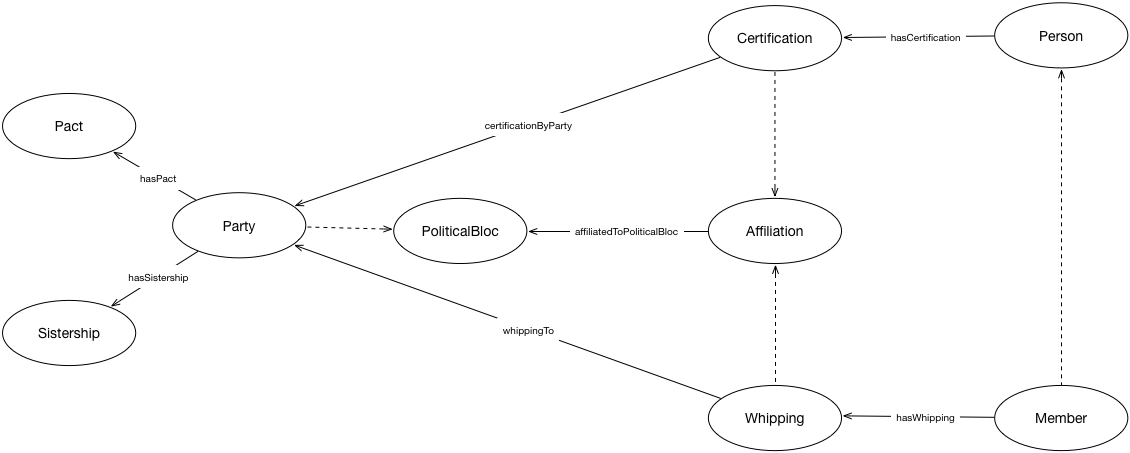 Certification
hasCertification
Person
Pact
certificationByParty
hasPact
Party
PoliticalBloc
affiliatedToPoliticalBloc
Affiliation
hasSistership
Sistership
whippingTo
Whipping
hasWhipping
Member